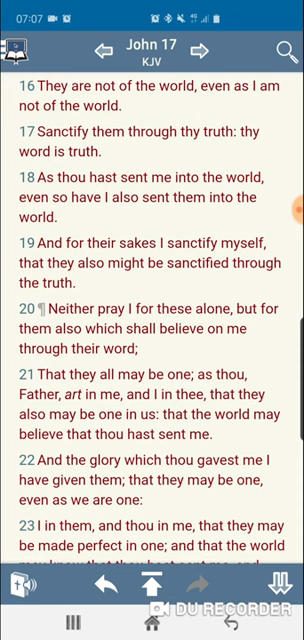 07:07
John 17
KJV
16 They are not of the world, even as I am
not of the world.
17 Sanctify them through thy truth: thy
word is truth.
18 As thou hast sent me into the world,
even so have I also sent them into the
world.
19 And for their sakes I sanctify myself,
that they also might be sanctified through
the truth.
20 ¶ Neither pray I for these alone, but for
them also which shall believe on me
through their word;
21 That they all may be one; as thou,
Father, art in me, and I in thee, that they
also may be one in us: that the world may
believe that thou hast sent me.
22 And the glory which thou gavest me I
have given them; that they may be one,
even as we are one:
23 I in them, and thou in me, that they may
be made perfect in one; and that the world
DU RECORDER